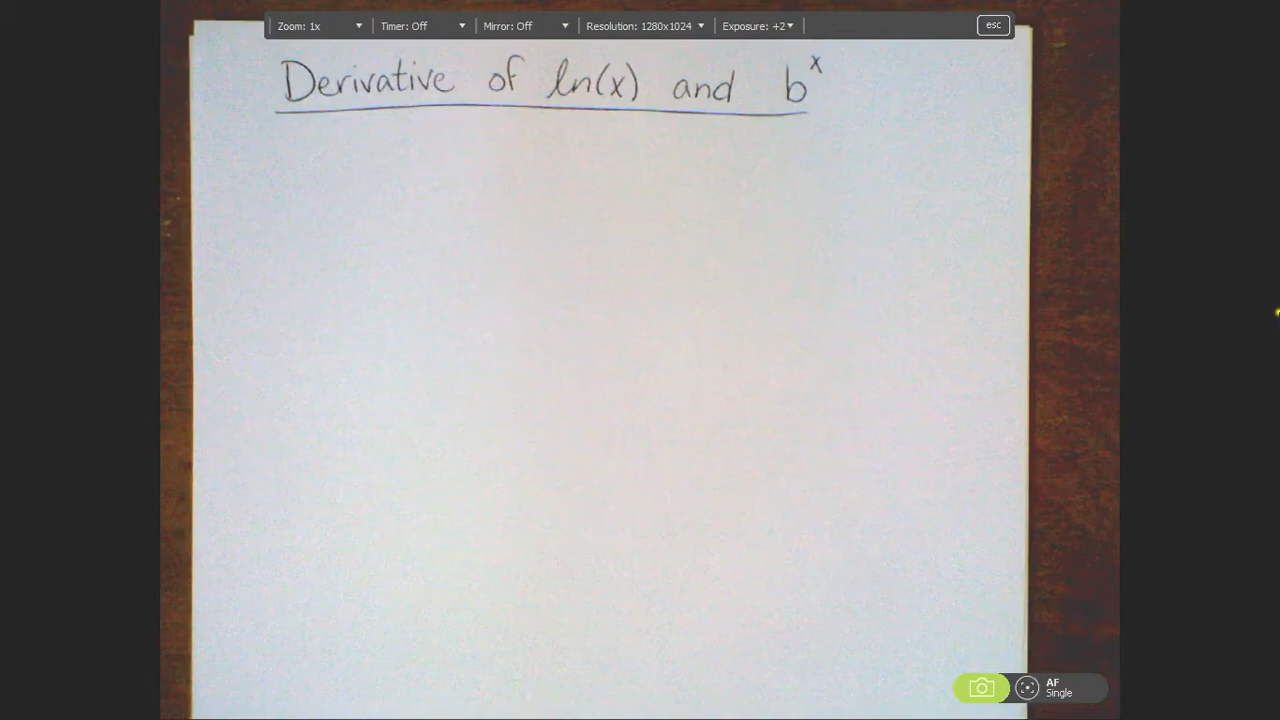 Zoom: 1x Timer: Off Mirror: Off Resolution: 1280x1024 Exposure: +2 esc
Derivative of ln(x) and b^x
AF
Single